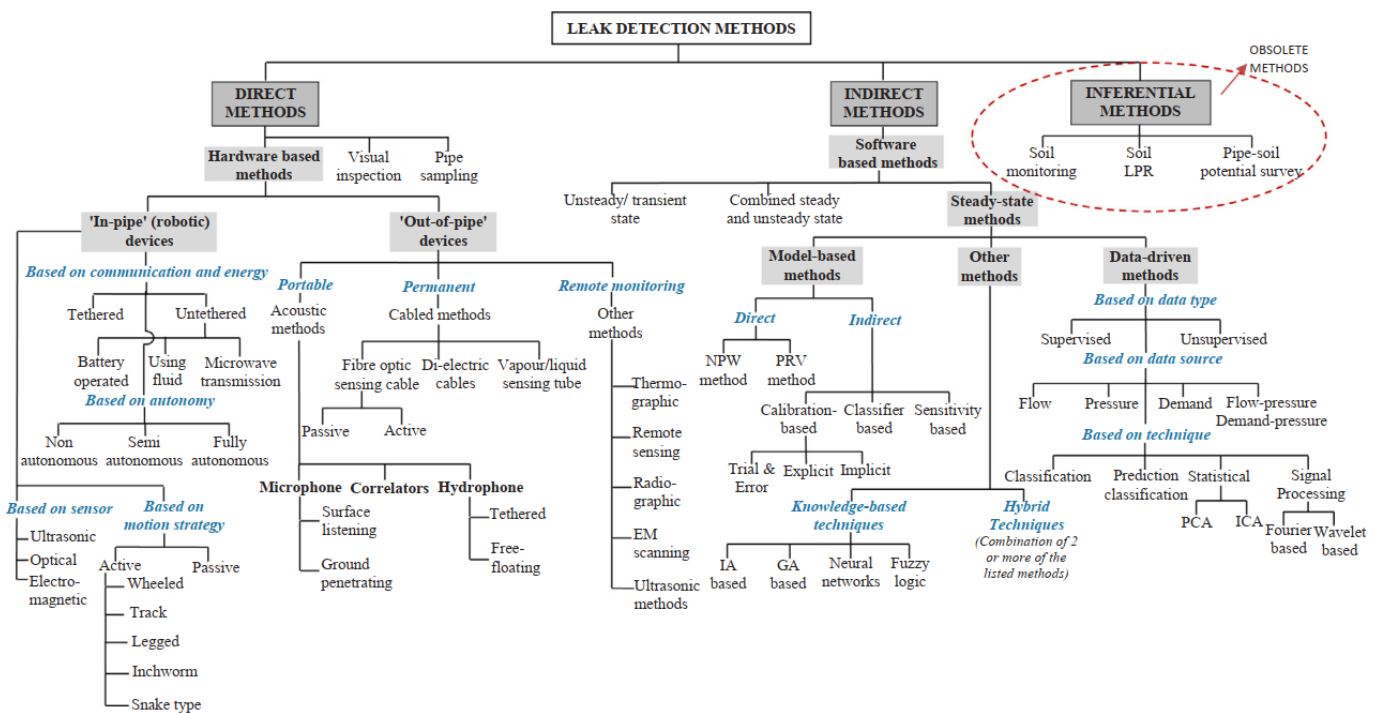 LEAK DETECTION METHODS
OBSOLETE
METHODS
DIRECT
METHODS
INDIRECT
METHODS
INFERENTIAL
METHODS
Hardware based
methods
Visual
inspection
Pipe
sampling
Software
based methods
Soil
monitoring
Soil
LPR
Pipe-soil
potential survey
Unsteady/ transient
state
Combined steady
and unsteady state
Steady-state
methods
'In-pipe' (robotic)
devices
'Out-of-pipe'
devices
Model-based
methods
Other
methods
Data-driven
methods
Based on communication and energy
Tethered
Untethered
Battery
operated
Using
fluid
Microwave
transmission
Based on autonomy
Non
autonomous
Semi
autonomous
Fully
autonomous
Based on sensor
Ultrasonic
Optical
Electro-
magnetic
Based on
motion strategy
Active
Passive
Wheeled
Track
Legged
Inchworm
Snake type
Portable
Acoustic
methods
Permanent
Cabled methods
Remote monitoring
Other
methods
Fibre optic
sensing cable
Di-electric
cables
Vapour/liquid
sensing tube
Passive
Active
Microphone
Correlators
Hydrophone
Surface
listening
Ground
penetrating
Tethered
Free-
floating
Thermo-
graphic
Remote
sensing
Radio-
graphic
EM
scanning
Ultrasonic
methods
Direct
Indirect
NPW
method
PRV
method
Calibration-
based
Classifier
based
Sensitivity
based
Trial &
Error
Explicit
Implicit
Knowledge-based
techniques
IA
based
GA
based
Neural
networks
Fuzzy
logic
Hybrid
Techniques
(Combination of 2
or more of the
listed methods)
Based on data type
Supervised
Unsupervised
Based on data source
Flow
Pressure
Demand
Flow-pressure
Demand-pressure
Based on technique
Classification
Prediction
classification
Statistical
Signal
Processing
PCA
ICA
Fourier
based
Wavelet
based